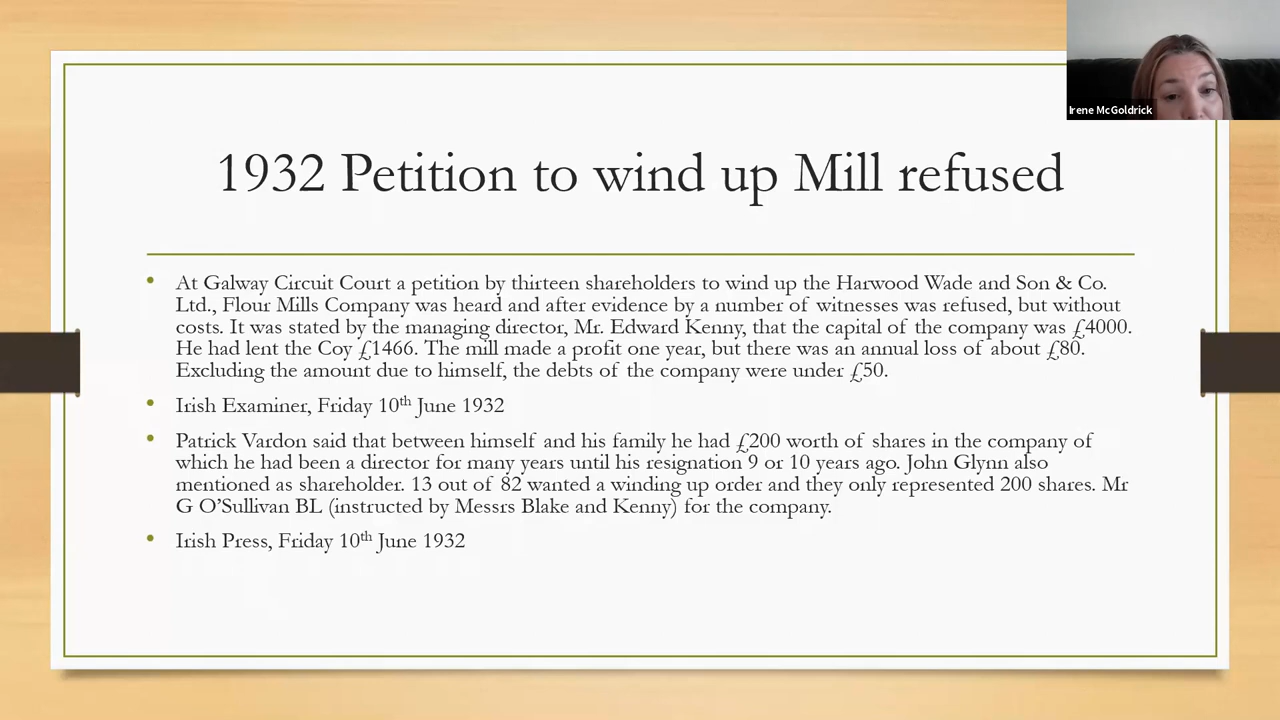 Irene McGoldrick
1932 Petition to wind up Mill refused
• At Galway Circuit Court a petition by thirteen shareholders to wind up the Harwood Wade and Son & Co.
Ltd., Flour Mills Company was heard and after evidence by a number of witnesses was refused, but without
costs. It was stated by the managing director, Mr. Edward Kenny, that the capital of the company was £4000.
He had lent the Coy £1466. The mill made a profit one year, but there was an annual loss of about £80.
Excluding the amount due to himself, the debts of the company were under £50.
• Irish Examiner, Friday 10th June 1932
• Patrick Vardon said that between himself and his family he had £200 worth of shares in the company of
which he had been a director for many years until his resignation 9 or 10 years ago. John Glynn also
mentioned as shareholder. 13 out of 82 wanted a winding up order and they only represented 200 shares. Mr
G O’Sullivan BL (instructed by Messrs Blake and Kenny) for the company.
• Irish Press, Friday 10th June 1932